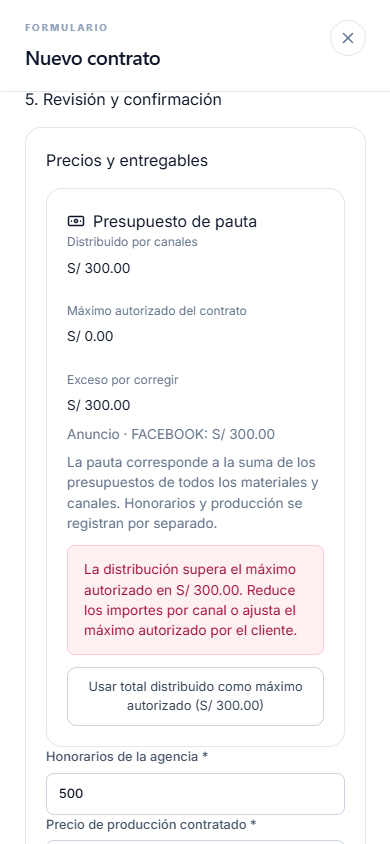 FORMULARIO
Nuevo contrato
5. Revisión y confirmación
Precios y entregables
Presupuesto de pauta
Distribuido por canales
S/ 300.00
Máximo autorizado del contrato
S/ 0.00
Exceso por corregir
S/ 300.00
Anuncio · FACEBOOK: S/ 300.00
La pauta corresponde a la suma de los
presupuestos de todos los materiales y
canales. Honorarios y producción se
registran por separado.
La distribución supera el máximo
autorizado en S/ 300.00. Reduce
los importes por canal o ajusta el
máximo autorizado por el cliente.
Usar total distribuido como máximo
autorizado (S/ 300.00)
Honorarios de la agencia *
500
Precio de producción contratado *